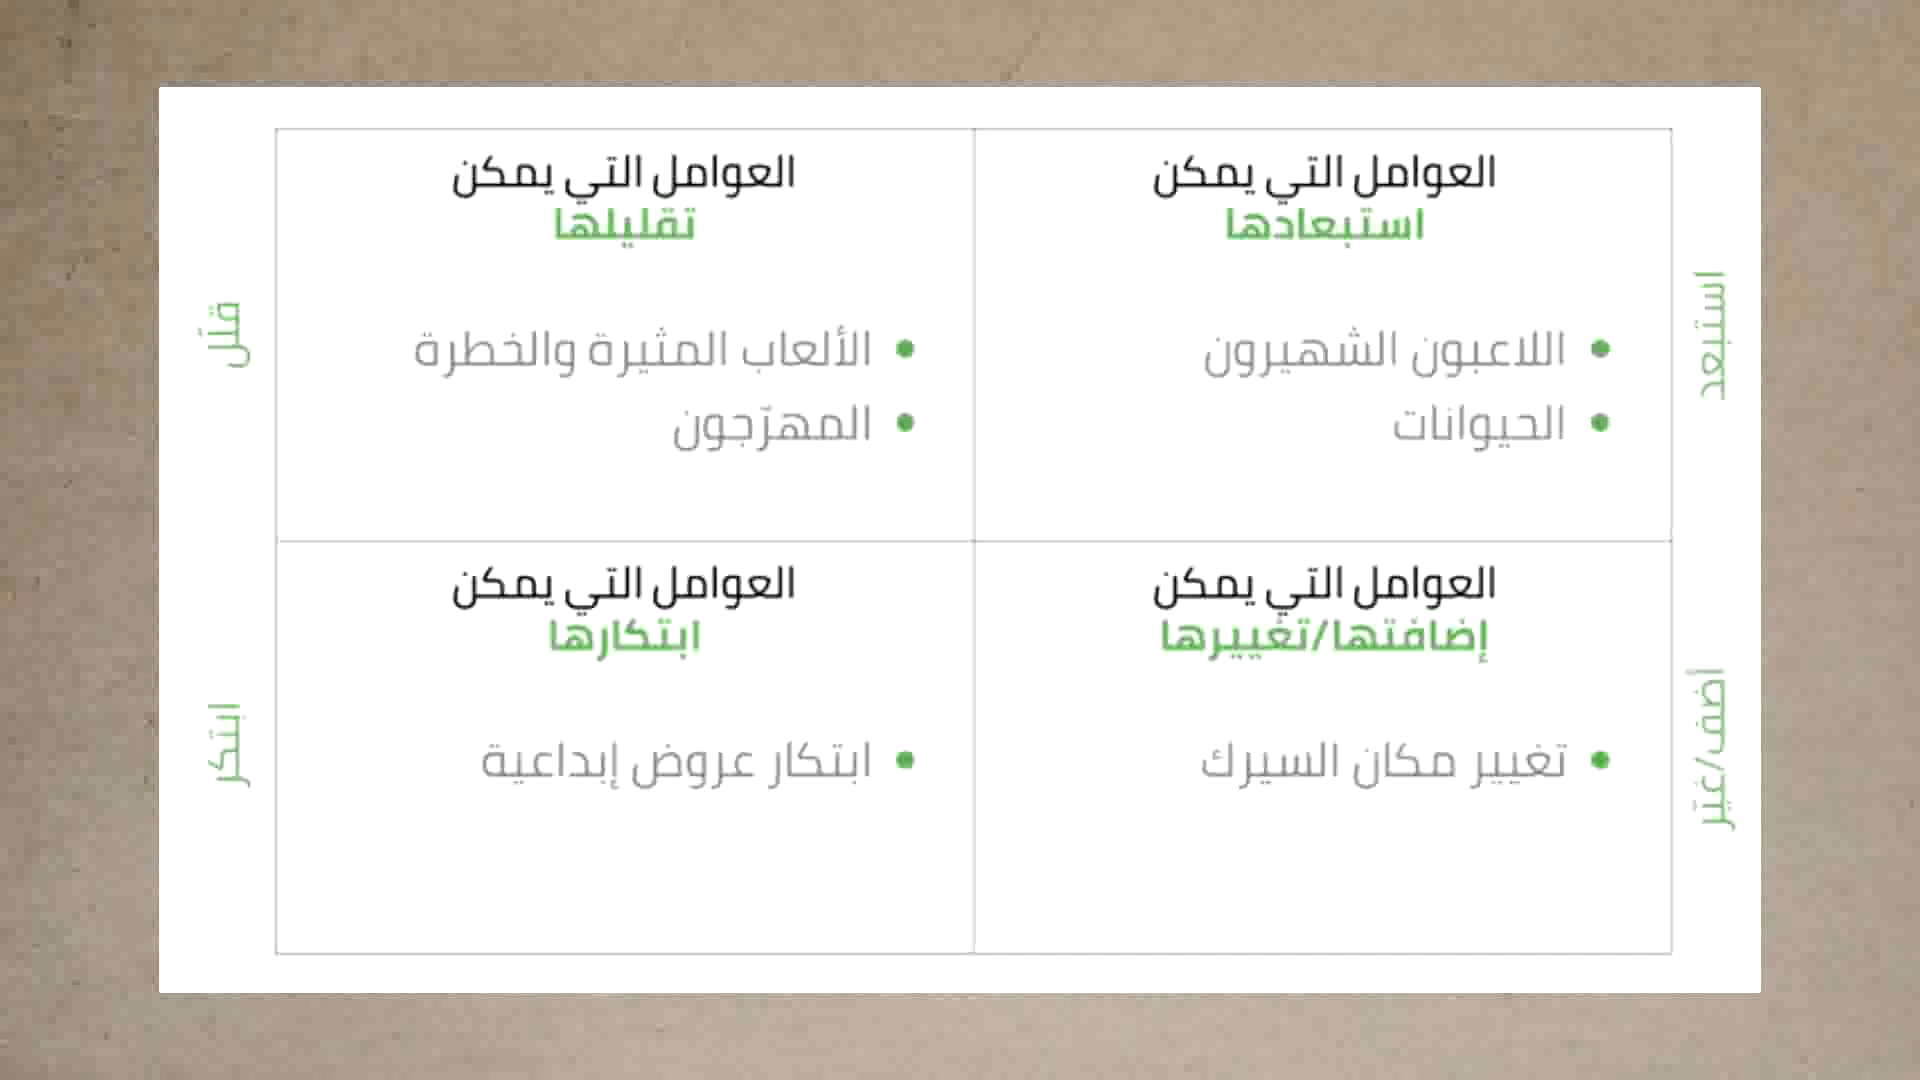 استبعد
العوامل التي يمكن
استبعادها
اللاعبون الشهيرون
الحيوانات
قلّل
العوامل التي يمكن
تقليلها
الألعاب المثيرة والخطرة
المهرّجون
أضف/غيّر
العوامل التي يمكن
إضافتها/تغييرها
تغيير مكان السيرك
ابتكر
العوامل التي يمكن
ابتكارها
ابتكار عروض إبداعية